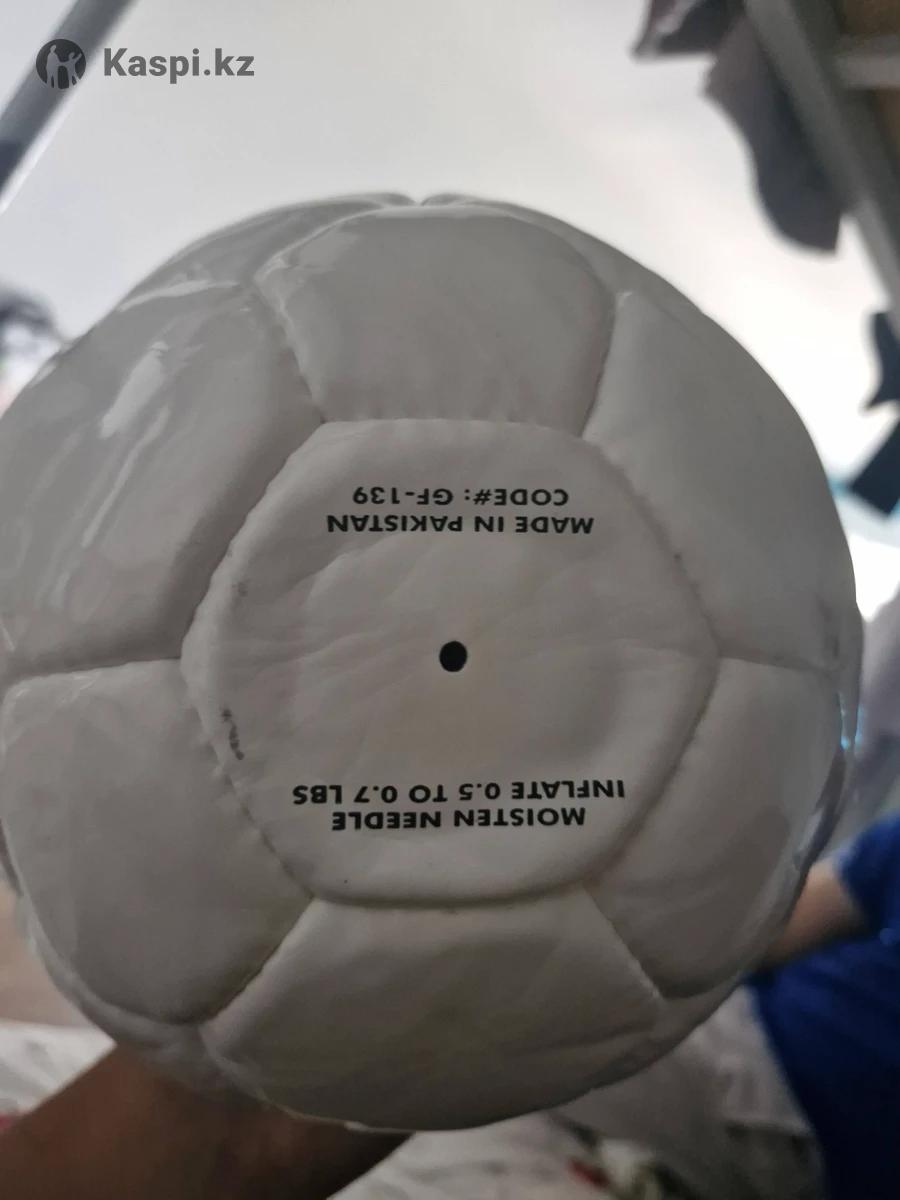 Kaspi.kz
MOISTEN NEEDLE
INFLATE 0.5 TO 0.7 LBS
MADE IN PAKISTAN
CODE#: GF-139